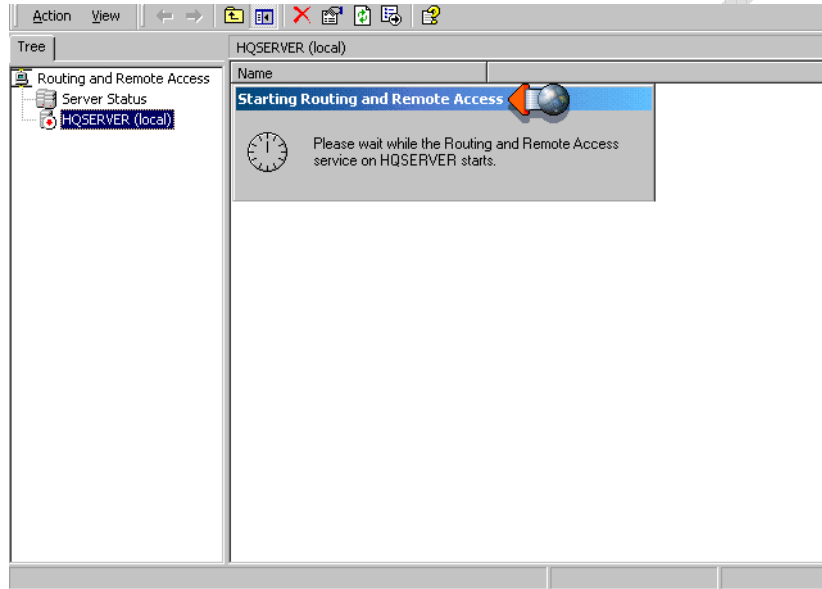 Action View
Tree
HQSERVER (local)
Routing and Remote Access
Server Status
HQSERVER (local)
Name
Starting Routing and Remote Access
Please wait while the Routing and Remote Access
service on HQSERVER starts.